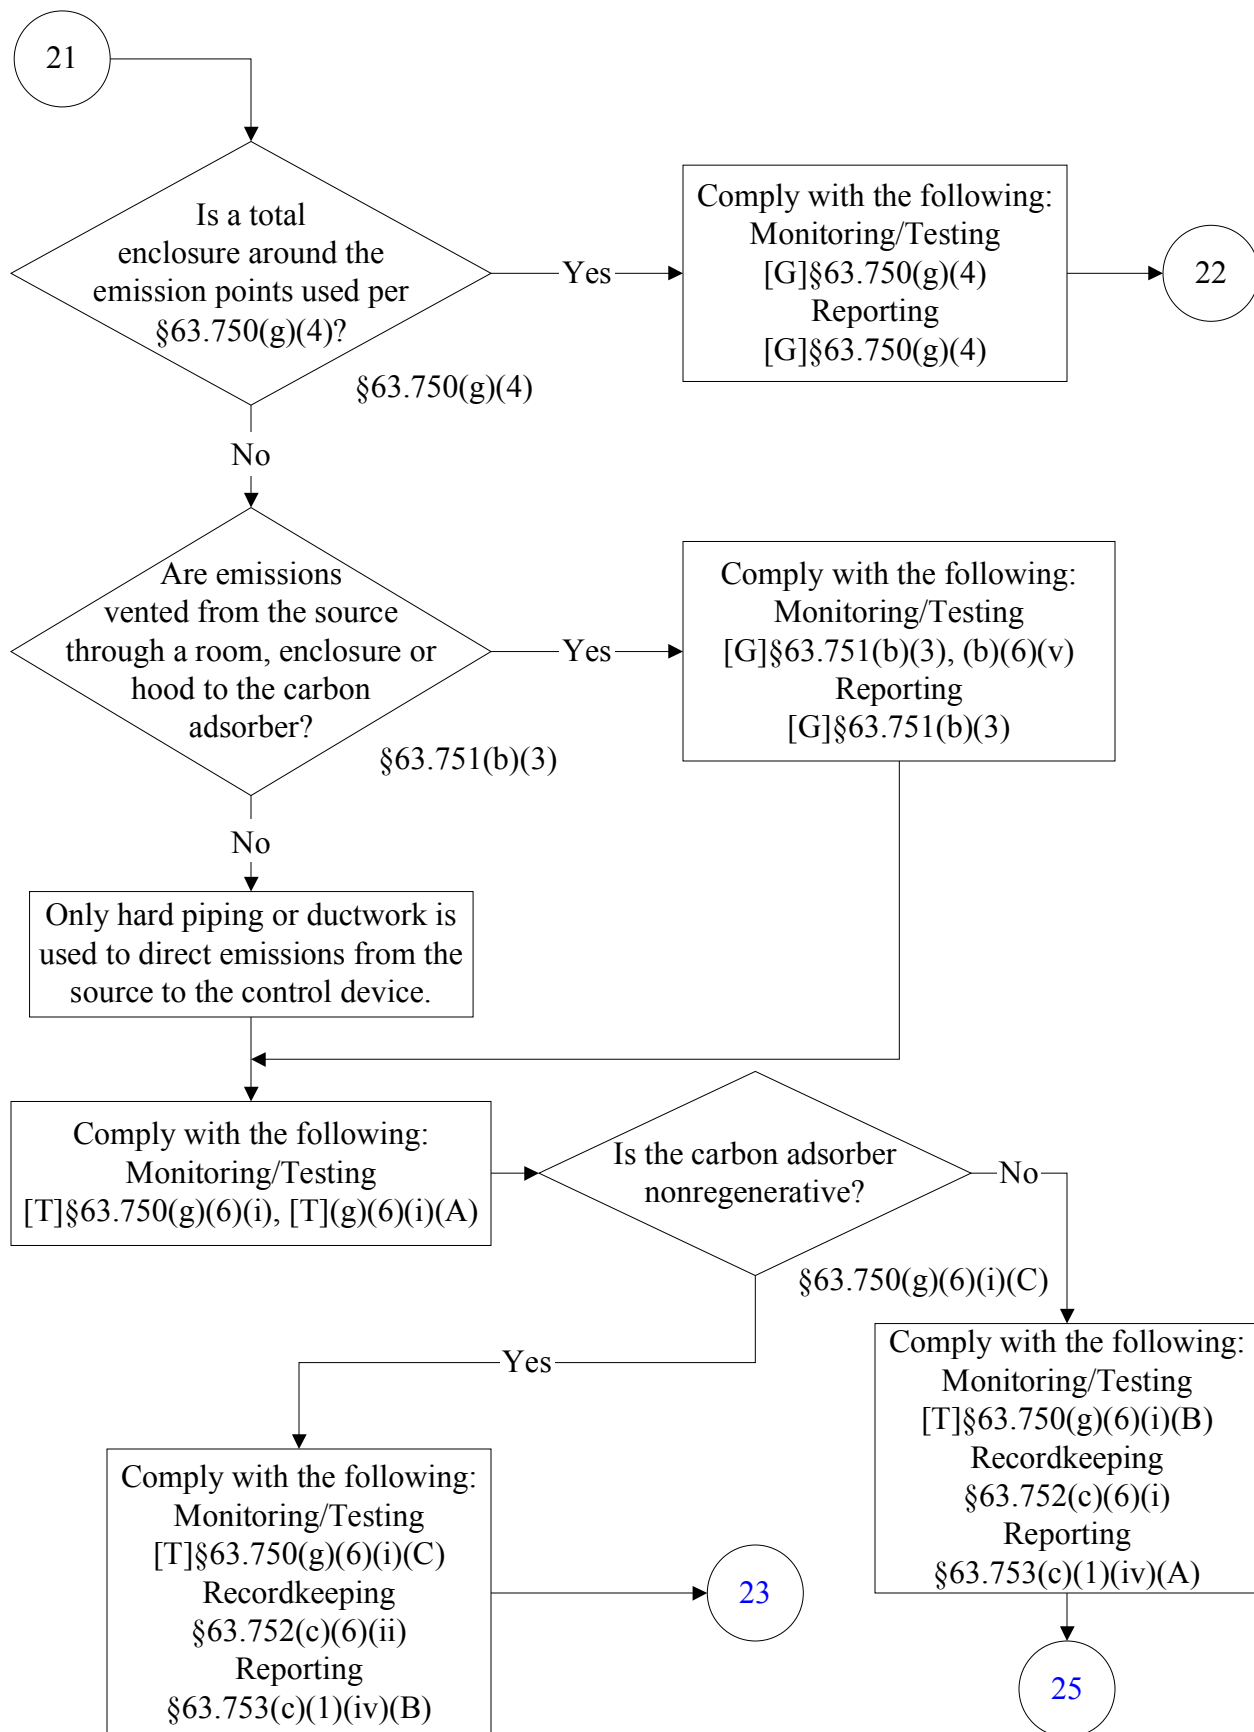 21
Is a total
enclosure around the
emission points used per
§63.750(g)(4)?
§63.750(g)(4)
Yes
Comply with the following:
Monitoring/Testing
[G]§63.750(g)(4)
Reporting
[G]§63.750(g)(4)
22
No
Are emissions
vented from the source
through a room, enclosure or
hood to the carbon
adsorber?
§63.751(b)(3)
Yes
Comply with the following:
Monitoring/Testing
[G]§63.751(b)(3), (b)(6)(v)
Reporting
[G]§63.751(b)(3)
No
Only hard piping or ductwork is
used to direct emissions from the
source to the control device.
Comply with the following:
Monitoring/Testing
[T]§63.750(g)(6)(i), [T](g)(6)(i)(A)
Is the carbon adsorber
nonregenerative?
§63.750(g)(6)(i)(C)
No
Comply with the following:
Monitoring/Testing
[T]§63.750(g)(6)(i)(B)
Recordkeeping
§63.752(c)(6)(i)
Reporting
§63.753(c)(1)(iv)(A)
25
Yes
Comply with the following:
Monitoring/Testing
[T]§63.750(g)(6)(i)(C)
Recordkeeping
§63.752(c)(6)(ii)
Reporting
§63.753(c)(1)(iv)(B)
23